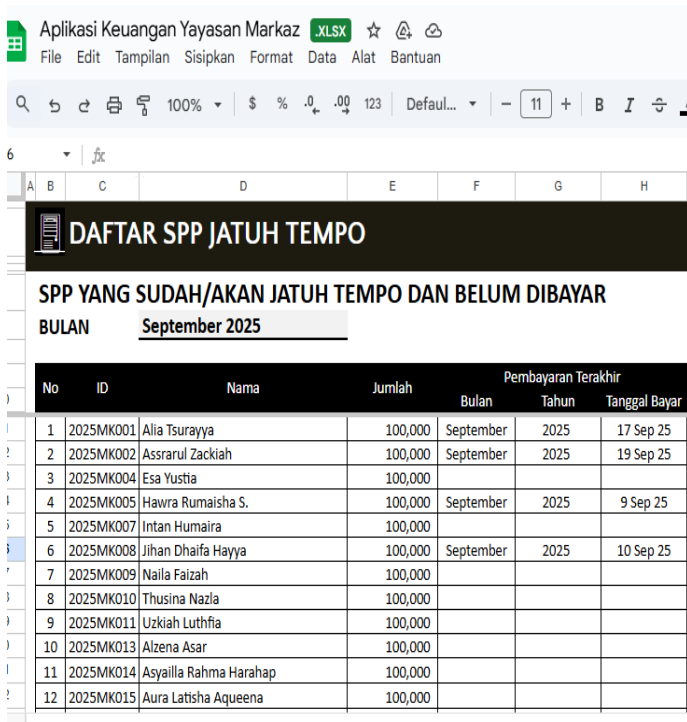 Aplikasi Keuangan Yayasan Markaz .XLSX
File Edit Tampilan Sisipkan Format Data Alat Bantuan
100% $ % .0 .00 123 Defaul... − 11 + B I
6 fx
A B C D E F G H
DAFTAR SPP JATUH TEMPO
SPP YANG SUDAH/AKAN JATUH TEMPO DAN BELUM DIBAYAR
BULAN September 2025
No ID Nama Jumlah Pembayaran Terakhir
Bulan Tahun Tanggal Bayar
1 2025MK001 Alia Tsurayya 100,000 September 2025 17 Sep 25
2 2025MK002 Assrarul Zackiah 100,000 September 2025 19 Sep 25
3 2025MK004 Esa Yustia 100,000
4 2025MK005 Hawra Rumaisha S. 100,000 September 2025 9 Sep 25
5 2025MK007 Intan Humaira 100,000
6 2025MK008 Jihan Dhaifa Hayya 100,000 September 2025 10 Sep 25
7 2025MK009 Naila Faizah 100,000
8 2025MK010 Thusina Nazla 100,000
9 2025MK011 Uzkiah Luthfia 100,000
10 2025MK013 Alzena Asar 100,000
11 2025MK014 Asyailla Rahma Harahap 100,000
12 2025MK015 Aura Latisha Aqueena 100,000